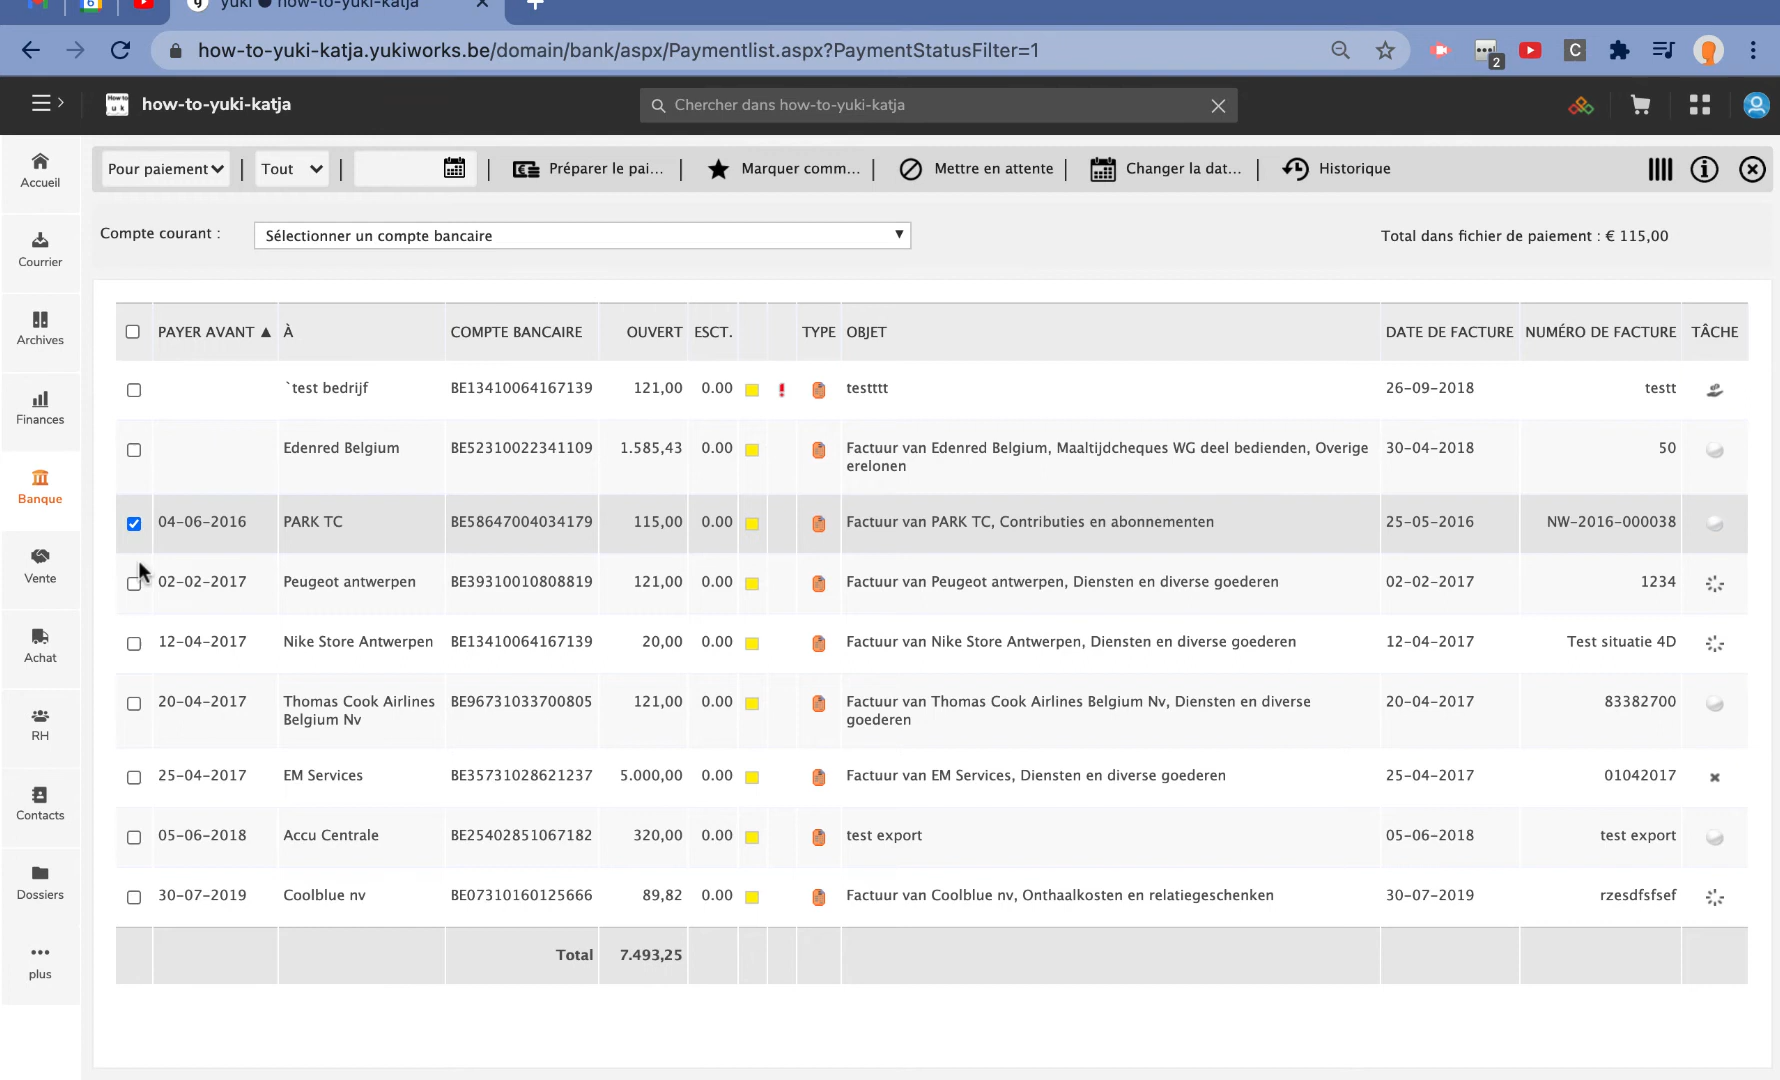 yuki ● how-to-yuki-katja
how-to-yuki-katja.yukiworks.be/domain/bank/aspx/Paymentlist.aspx?PaymentStatusFilter=1
2
C
how-to-yuki-katja
Chercher dans how-to-yuki-katja
Accueil
Courrier
Archives
Finances
Banque
Vente
Achat
RH
Contacts
Dossiers
plus
Pour paiement | Tout | | Préparer le pai... | Marquer comm... | Mettre en attente | Changer la dat... | Historique
Compte courant : Sélectionner un compte bancaire Total dans fichier de paiement : € 115,00
PAYER AVANT ▲ À COMPTE BANCAIRE OUVERT ESCT. TYPE OBJET DATE DE FACTURE NUMÉRO DE FACTURE TÂCHE
`test bedrijf BE13410064167139 121,00 0.00 ! testttt 26-09-2018 testt
Edenred Belgium BE52310022341109 1.585,43 0.00 Factuur van Edenred Belgium, Maaltijdcheques WG deel bedienden, Overige 30-04-2018 50
erelonen
04-06-2016 PARK TC BE58647004034179 115,00 0.00 Factuur van PARK TC, Contributies en abonnementen 25-05-2016 NW-2016-000038
02-02-2017 Peugeot antwerpen BE39310010808819 121,00 0.00 Factuur van Peugeot antwerpen, Diensten en diverse goederen 02-02-2017 1234
12-04-2017 Nike Store Antwerpen BE13410064167139 20,00 0.00 Factuur van Nike Store Antwerpen, Diensten en diverse goederen 12-04-2017 Test situatie 4D
20-04-2017 Thomas Cook Airlines BE96731033700805 121,00 0.00 Factuur van Thomas Cook Airlines Belgium Nv, Diensten en diverse 20-04-2017 83382700
Belgium Nv goederen
25-04-2017 EM Services BE35731028621237 5.000,00 0.00 Factuur van EM Services, Diensten en diverse goederen 25-04-2017 01042017
05-06-2018 Accu Centrale BE25402851067182 320,00 0.00 test export 05-06-2018 test export
30-07-2019 Coolblue nv BE07310160125666 89,82 0.00 Factuur van Coolblue nv, Onthaalkosten en relatiegeschenken 30-07-2019 rzesdfsfsef
Total 7.493,25